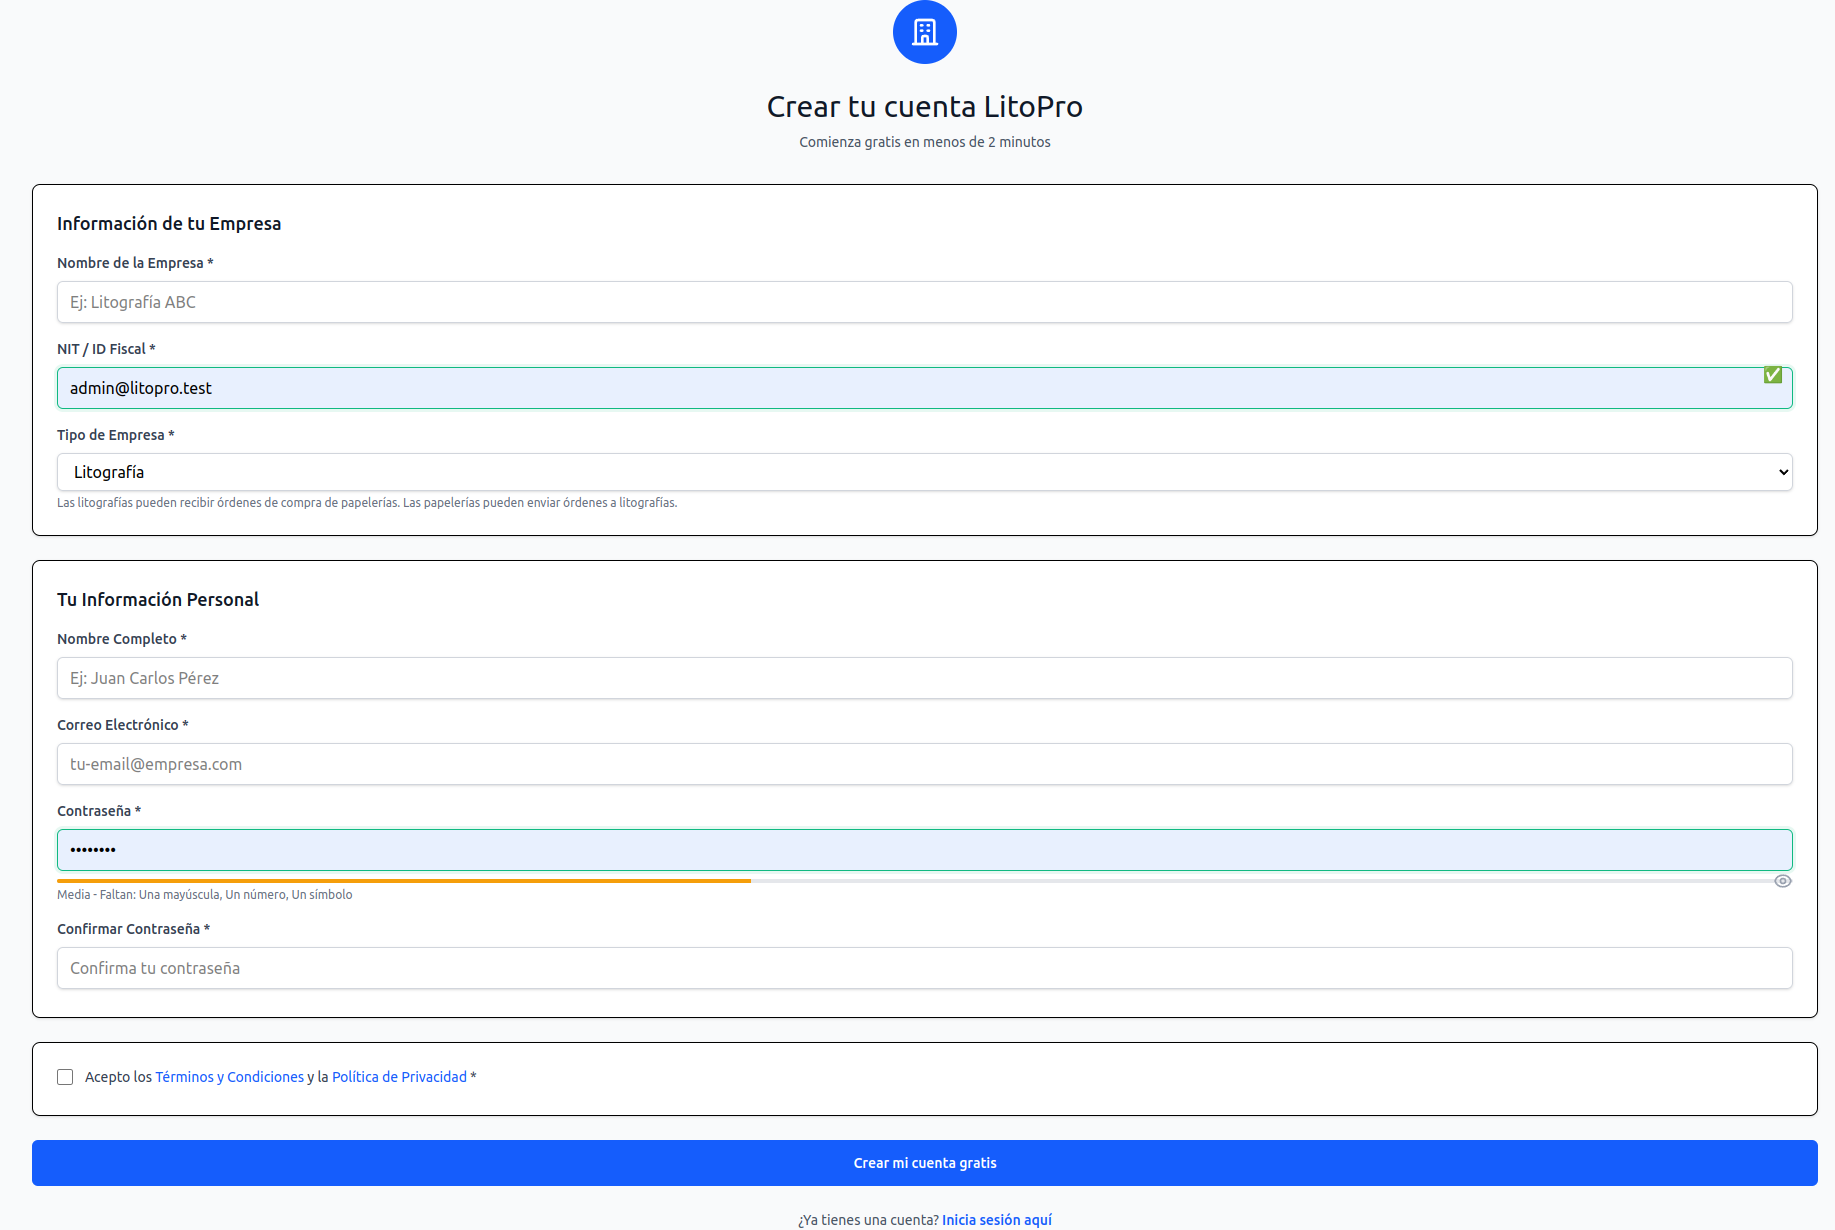 Crear tu cuenta LitoPro
Comienza gratis en menos de 2 minutos
Información de tu Empresa
Nombre de la Empresa *
Ej: Litografía ABC
NIT / ID Fiscal *
admin@litopro.test
Tipo de Empresa *
Litografía
Las litografías pueden recibir órdenes de compra de papelerías. Las papelerías pueden enviar órdenes a litografías.
Tu Información Personal
Nombre Completo *
Ej: Juan Carlos Pérez
Correo Electrónico *
tu-email@empresa.com
Contraseña *
••••••••
Media - Faltan: Una mayúscula, Un número, Un símbolo
Confirmar Contraseña *
Confirma tu contraseña
Acepto los Términos y Condiciones y la Política de Privacidad *
Crear mi cuenta gratis
¿Ya tienes una cuenta? Inicia sesión aquí